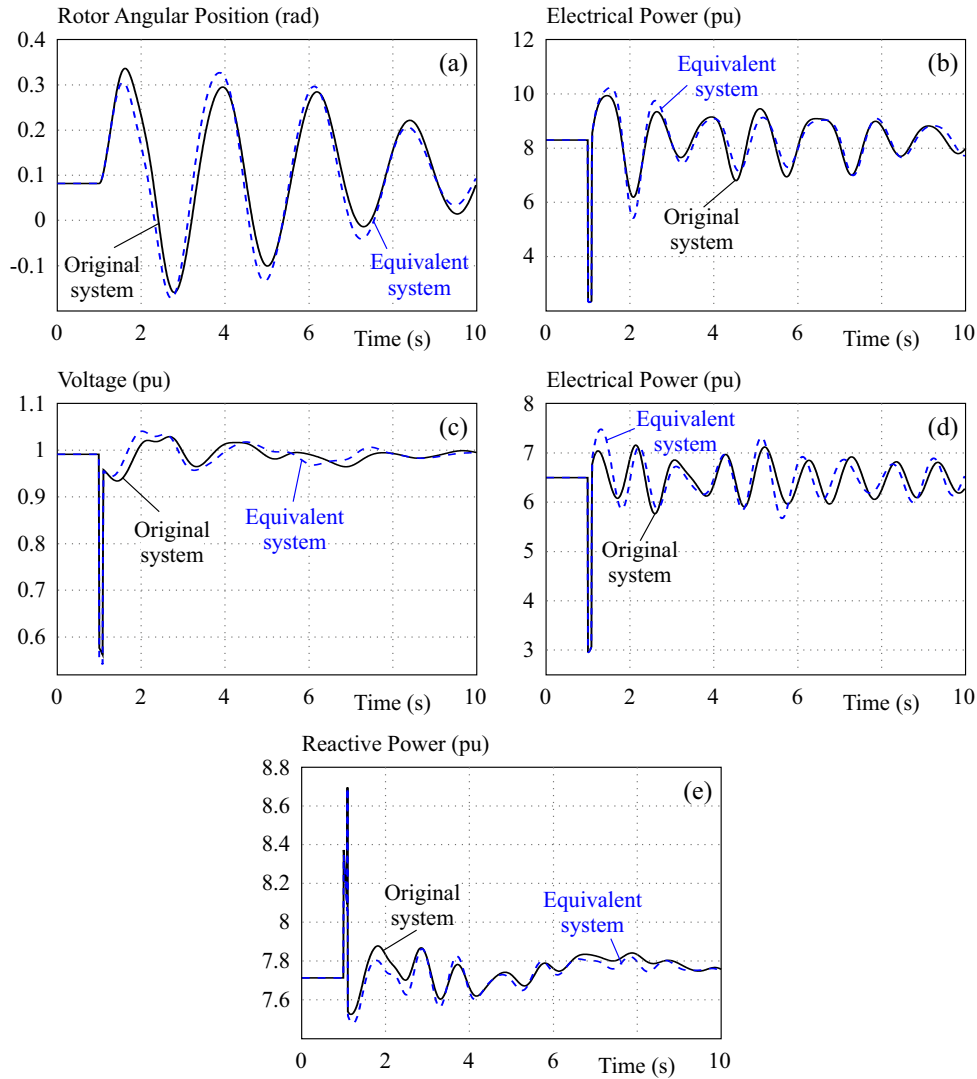 Rotor Angular Position (rad)
0.4
0.3
0.2
0.1
0
-0.1
(a)
Original
system
Equivalent
system
0
2
4
6
8
Time (s)
10
Electrical Power (pu)
12
10
8
6
4
(b)
Equivalent
system
Original
system
0
2
4
6
8
Time (s)
10
Voltage (pu)
1.1
1
0.9
0.8
0.7
0.6
(c)
Original
system
Equivalent
system
0
2
4
6
8
Time (s)
10
Electrical Power (pu)
8
7
6
5
4
3
(d)
Equivalent
system
Original
system
0
2
4
6
8
Time (s)
10
Reactive Power (pu)
8.8
8.6
8.4
8.2
8
7.8
7.6
(e)
Original
system
Equivalent
system
0
2
4
6
8
Time (s)
10